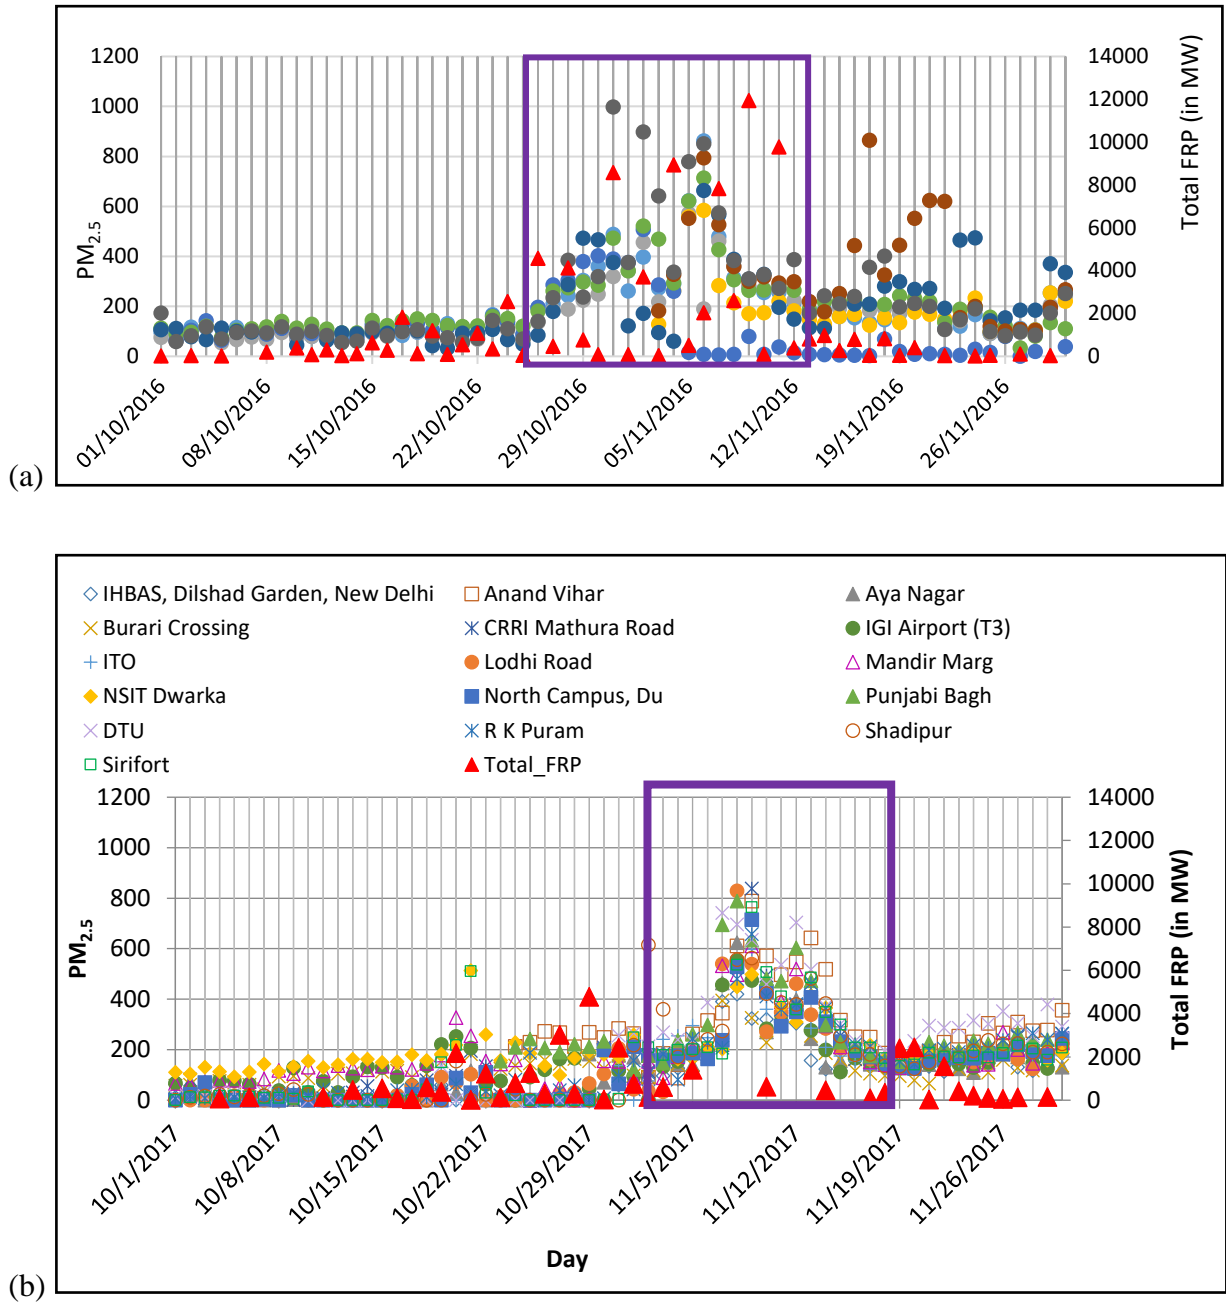 1200 14000
1000 12000
800 10000
600 8000
400 6000
200 4000
0 2000
0
PM2.5
Total FRP (in MW)
01/10/2016 08/10/2016 15/10/2016 22/10/2016 29/10/2016 05/11/2016 12/11/2016 19/11/2016 26/11/2016
(a)
IHBAS, Dilshad Garden, New Delhi Anand Vihar Aya Nagar
Burari Crossing CRRI Mathura Road IGI Airport (T3)
ITO Lodhi Road Mandir Marg
NSIT Dwarka North Campus, Du Punjabi Bagh
DTU R K Puram Shadipur
Sirifort Total_FRP
1200 14000
1000 12000
800 10000
600 8000
400 6000
200 4000
0 2000
0
PM2.5
Total FRP (in MW)
10/1/2017 10/8/2017 10/15/2017 10/22/2017 10/29/2017 11/5/2017 11/12/2017 11/19/2017 11/26/2017
Day
(b)